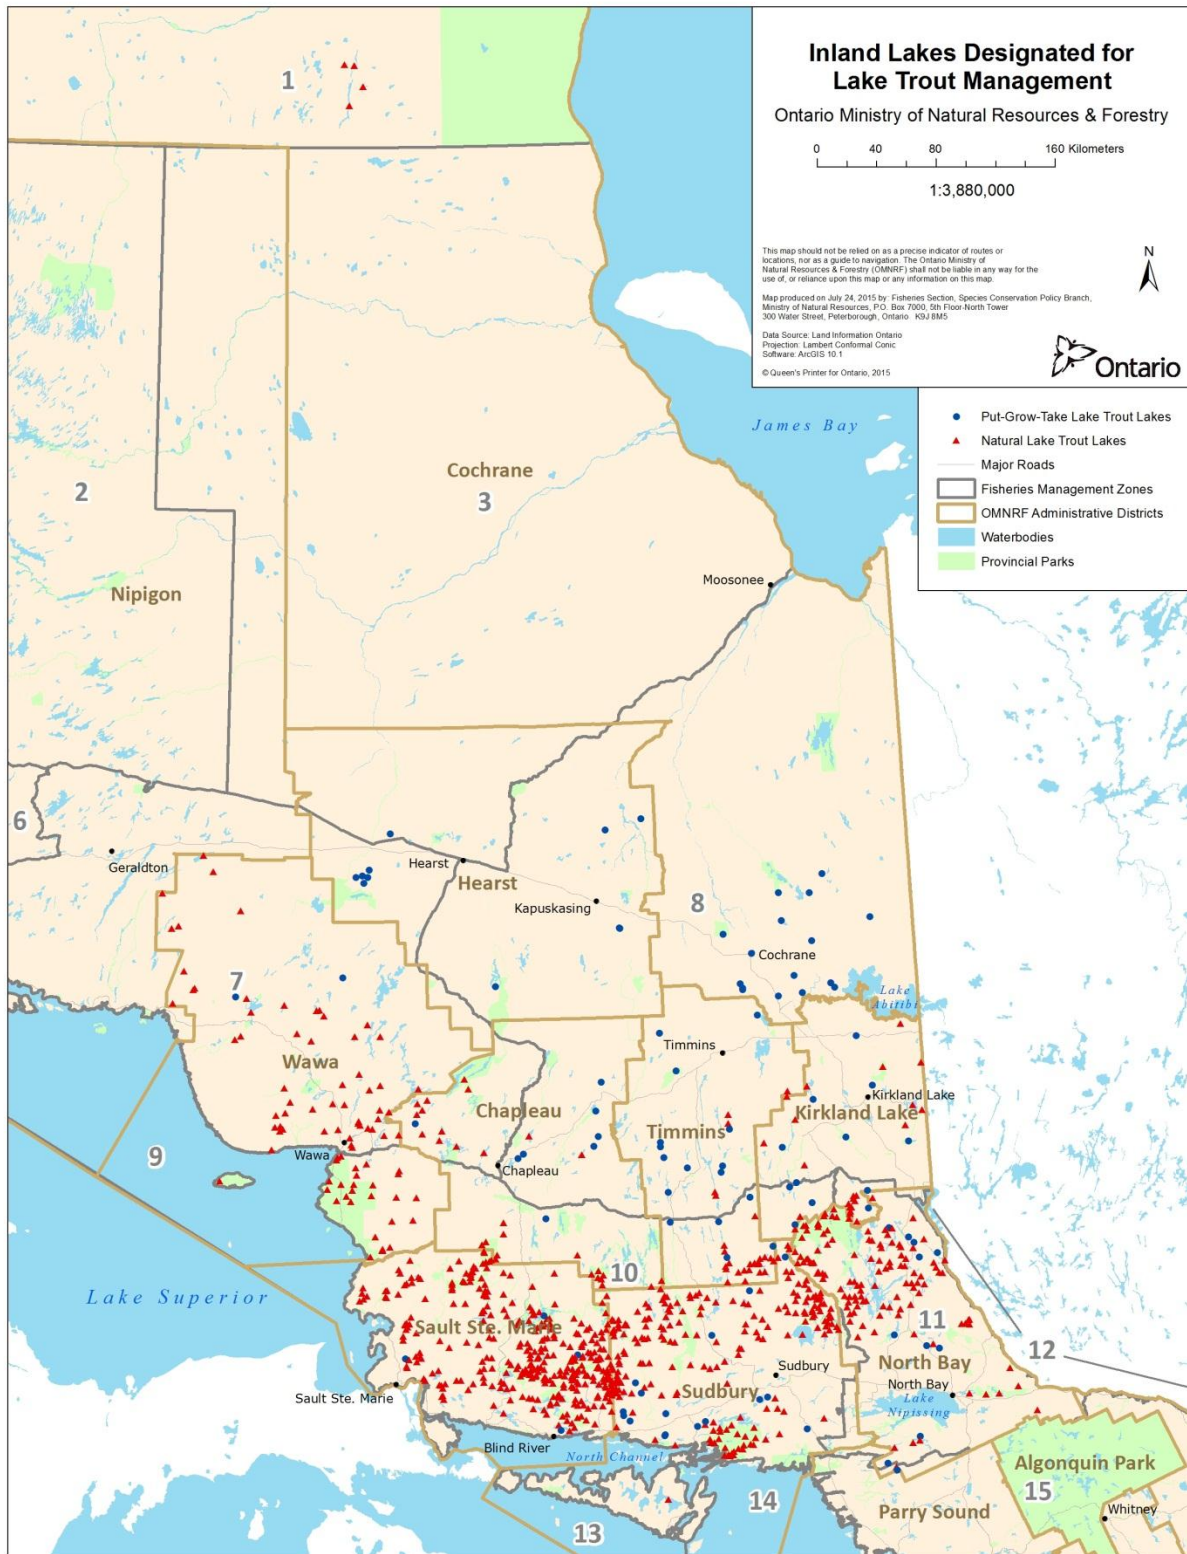 Inland Lakes Designated for
Lake Trout Management
Ontario Ministry of Natural Resources & Forestry
0 40 80 160 Kilometers
1:3,880,000
This map should not be relied on as a precise indicator of routes or
locations, nor as a guide to navigation. The Ontario Ministry of
Natural Resources & Forestry (OMNRF) shall not be liable in any way for the
use of, or reliance upon this map or any information on this map.
N
Map produced on July 24, 2015 by: Fisheries Section, Species Conservation Policy Branch,
Ministry of Natural Resources, P.O. Box 7000, 5th Floor-North Tower
300 Water Street, Peterborough, Ontario K9J 8M5
Data Source: Land Information Ontario
Projection: Lambert Conformal Conic
Software: ArcGIS 10.1
© Queen's Printer for Ontario, 2015
Ontario
Put-Grow-Take Lake Trout Lakes
Natural Lake Trout Lakes
Major Roads
Fisheries Management Zones
OMNRF Administrative Districts
Waterbodies
Provincial Parks
1
James Bay
Cochrane
3
2
Moosonee
Nipigon
6
Geraldton
Hearst
Hearst
Kapuskasing
8
Cochrane
7
Lake
Abitibi
Timmins
Wawa
Kirkland Lake
Chapleau
Kirkland Lake
Timmins
9
Wawa
Chapleau
10
Lake Superior
Sault Ste. Marie
11
12
North Bay
Sudbury
Sudbury
North Bay
Sault Ste. Marie
Lake
Nipissing
Blind River
North Channel
Algonquin Park
14
15
Parry Sound
Whitney
13